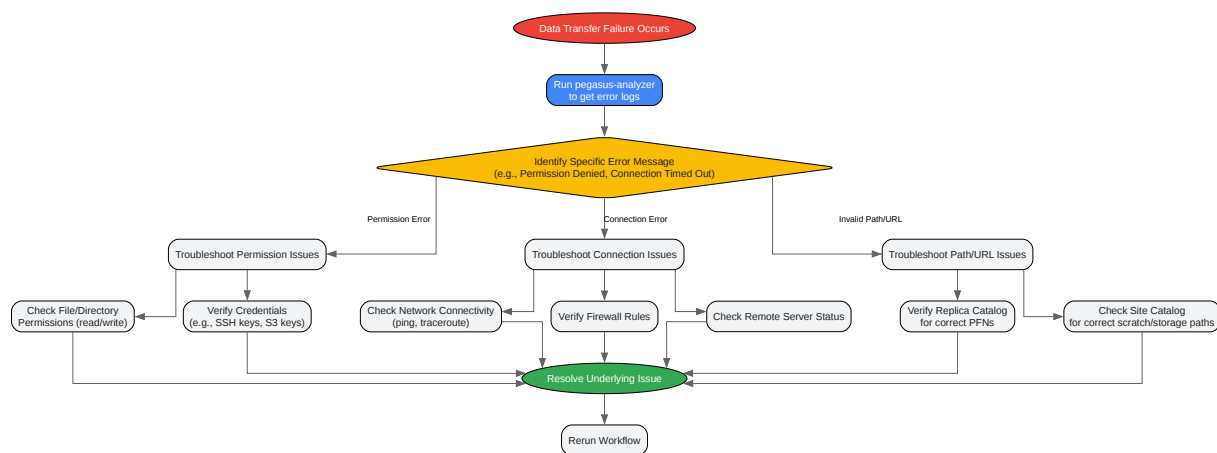 Data Transfer Failure Occurs
Run pegasus-analyzer
to get error logs
Identify Specific Error Message
(e.g., Permission Denied, Connection Timed Out)
Permission Error
Connection Error
Invalid Path/URL
Troubleshoot Permission Issues
Troubleshoot Connection Issues
Troubleshoot Path/URL Issues
Check File/Directory
Permissions (read/write)
Verify Credentials
(e.g., SSH keys, S3 keys)
Check Network Connectivity
(ping, traceroute)
Verify Firewall Rules
Check Remote Server Status
Verify Replica Catalog
for correct PFNs
Check Site Catalog
for correct scratch/storage paths
Resolve Underlying Issue
Rerun Workflow